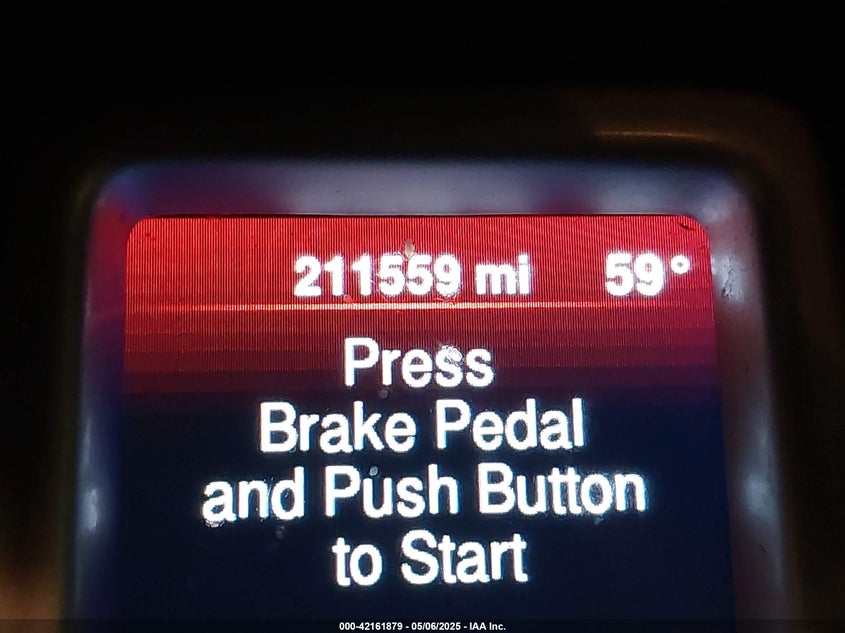 211559 mi 59°
Press
Brake Pedal
and Push Button
to Start
000-42161879 - 05/06/2025 - IAA Inc.